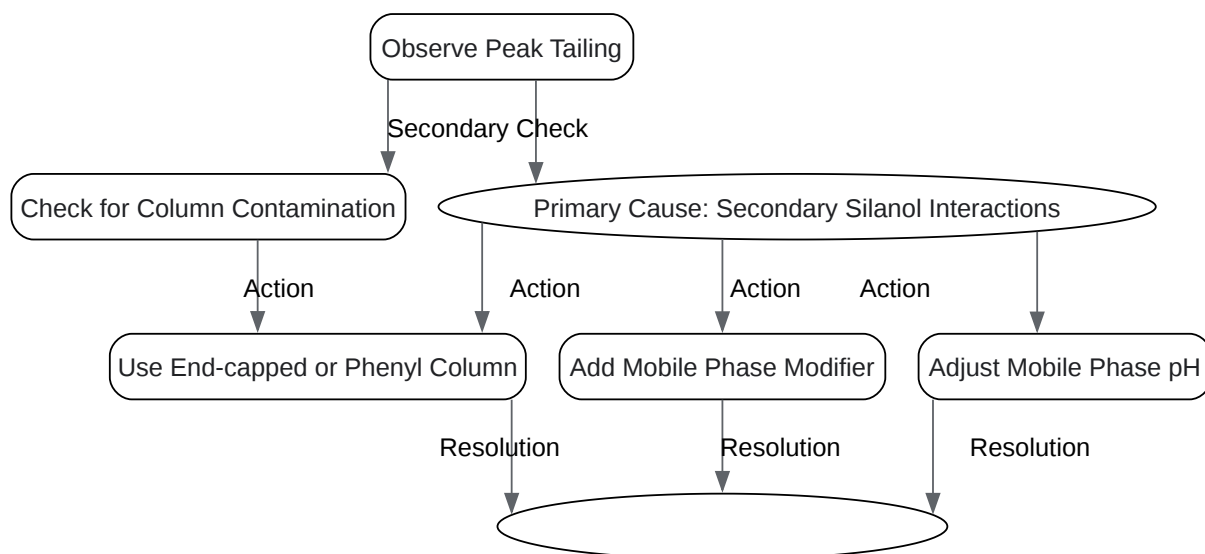 Observe Peak Tailing
Secondary Check
Check for Column Contamination
Primary Cause: Secondary Silanol Interactions
Action
Action
Action
Action
Use End-capped or Phenyl Column
Add Mobile Phase Modifier
Adjust Mobile Phase pH
Resolution
Resolution
Resolution